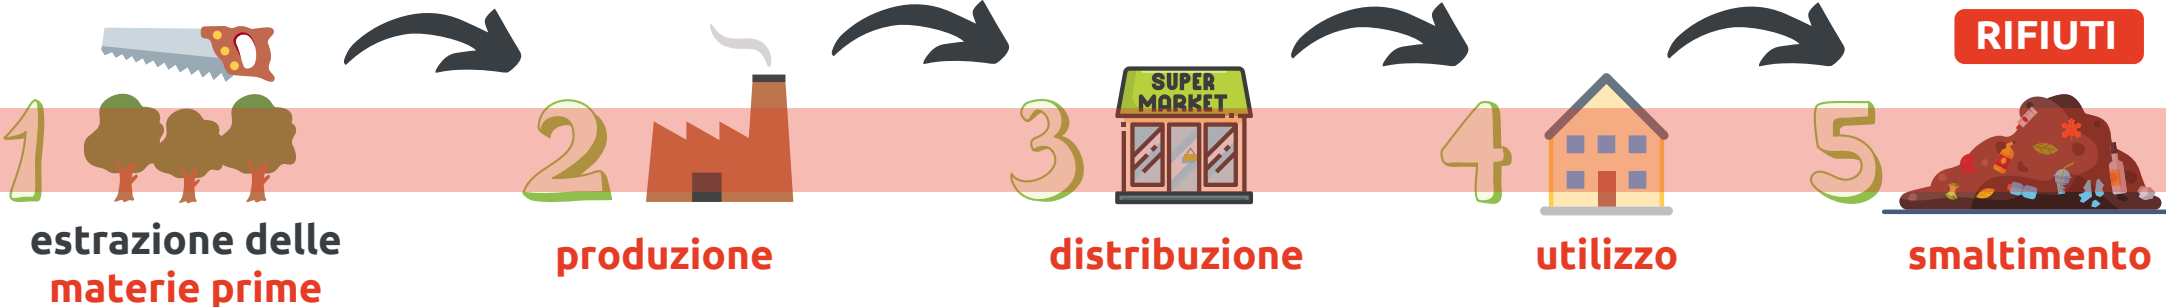 RIFIUTI
SUPER
MARKET
1
2
3
4
5
estrazione delle
materie prime
produzione
distribuzione
utilizzo
smaltimento